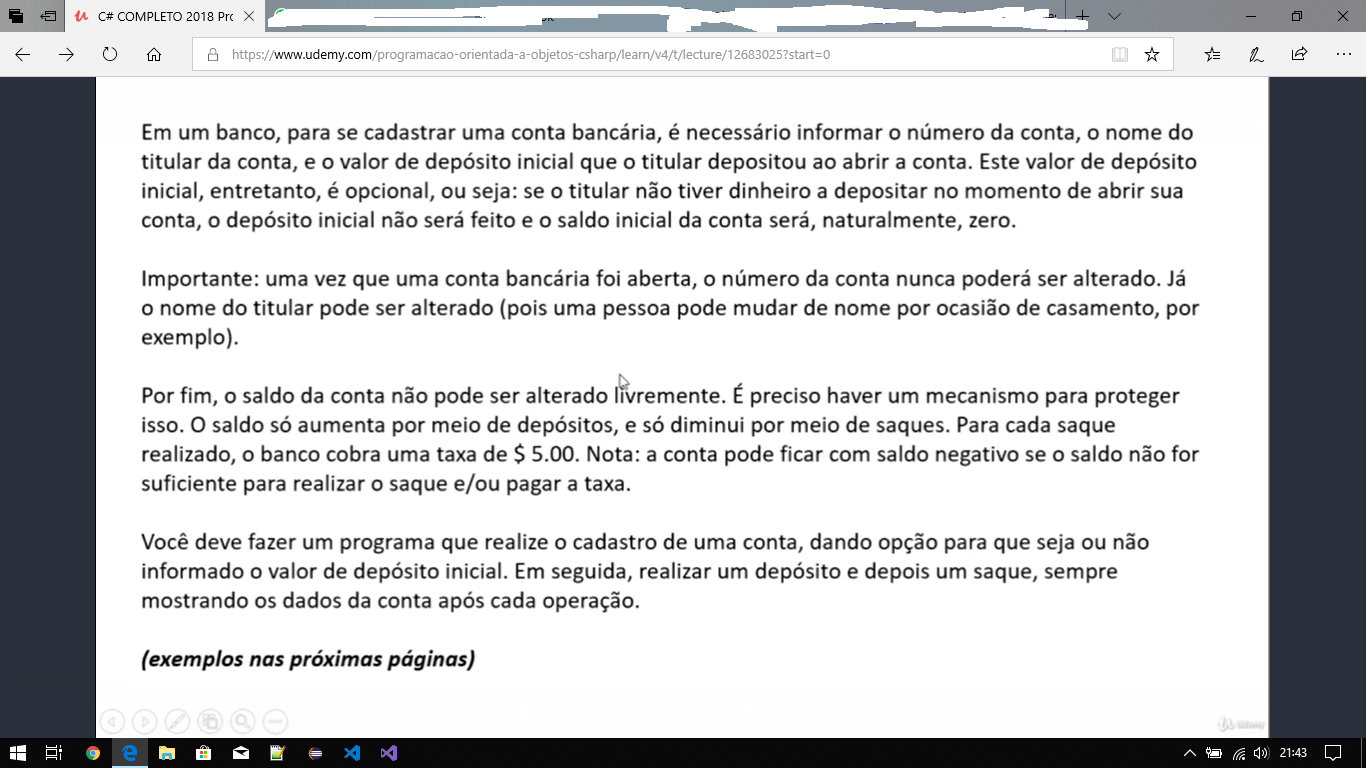 C# COMPLETO 2018 Pro
https://www.udemy.com/programacao-orientada-a-objetos-csharp/learn/v4/t/lecture/12683025?start=0
Em um banco, para se cadastrar uma conta bancária, é necessário informar o número da conta, o nome do
titular da conta, e o valor de depósito inicial que o titular depositou ao abrir a conta. Este valor de depósito
inicial, entretanto, é opcional, ou seja: se o titular não tiver dinheiro a depositar no momento de abrir sua
conta, o depósito inicial não será feito e o saldo inicial da conta será, naturalmente, zero.
Importante: uma vez que uma conta bancária foi aberta, o número da conta nunca poderá ser alterado. Já
o nome do titular pode ser alterado (pois uma pessoa pode mudar de nome por ocasião de casamento, por
exemplo).
Por fim, o saldo da conta não pode ser alterado livremente. É preciso haver um mecanismo para proteger
isso. O saldo só aumenta por meio de depósitos, e só diminui por meio de saques. Para cada saque
realizado, o banco cobra uma taxa de $ 5.00. Nota: a conta pode ficar com saldo negativo se o saldo não for
suficiente para realizar o saque e/ou pagar a taxa.
Você deve fazer um programa que realize o cadastro de uma conta, dando opção para que seja ou não
informado o valor de depósito inicial. Em seguida, realizar um depósito e depois um saque, sempre
mostrando os dados da conta após cada operação.
(exemplos nas próximas páginas)
Udemy
21:43